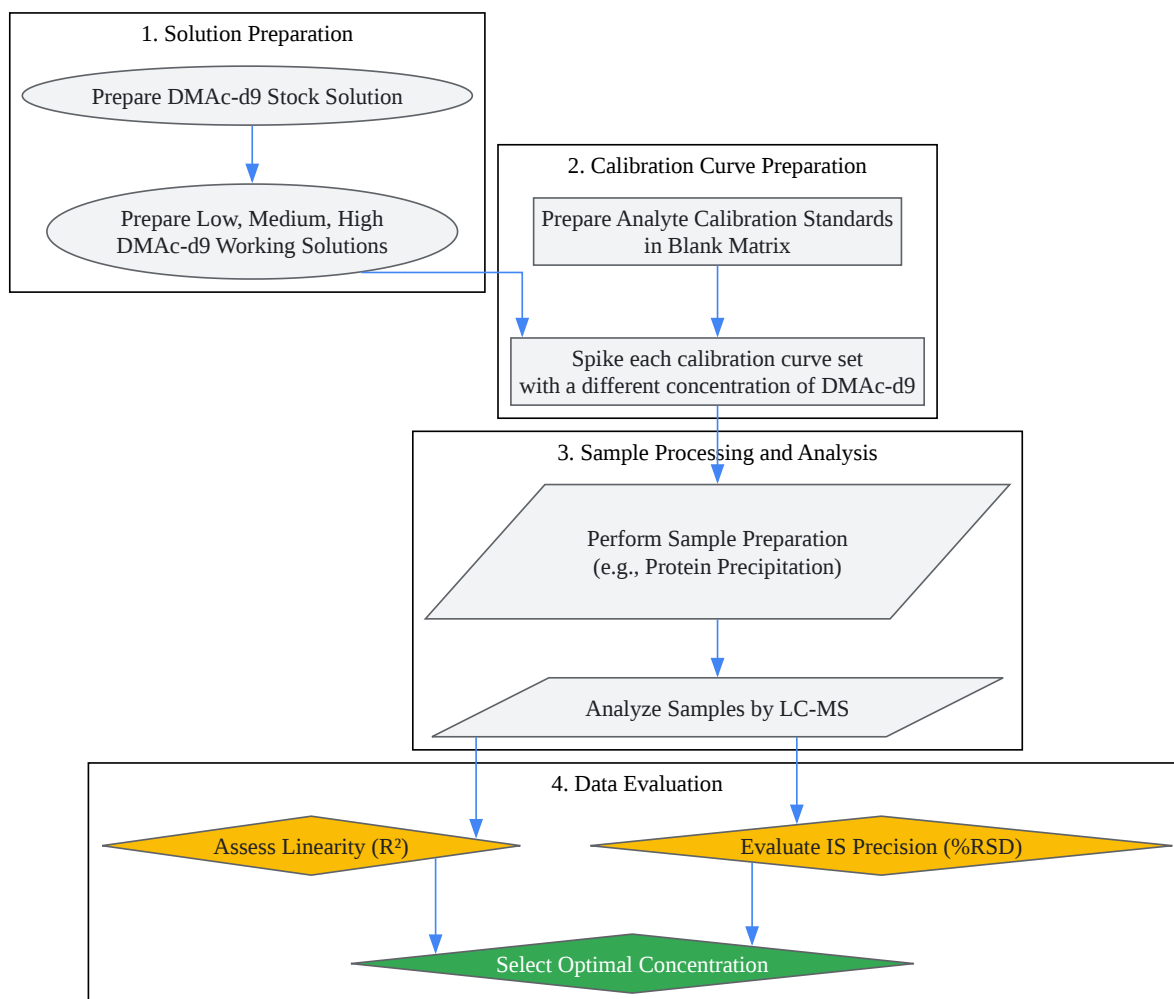 1. Solution Preparation
Prepare DMAc-d9 Stock Solution
Prepare Low, Medium, High
DMAc-d9 Working Solutions
2. Calibration Curve Preparation
Prepare Analyte Calibration Standards
in Blank Matrix
Spike each calibration curve set
with a different concentration of DMAc-d9
3. Sample Processing and Analysis
Perform Sample Preparation
(e.g., Protein Precipitation)
Analyze Samples by LC-MS
4. Data Evaluation
Assess Linearity (R²)
Evaluate IS Precision (%RSD)
Select Optimal Concentration